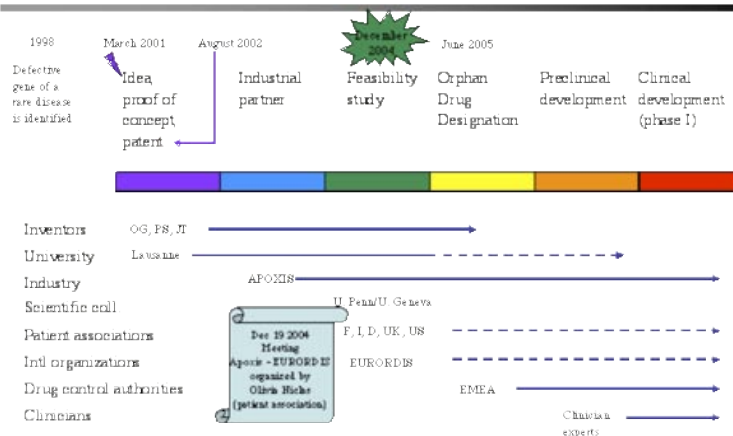 1998
March 2001
August 2002
December
2004
June 2005
Defective
gene of a
rare disease
is identified
Idea,
proof of
concept,
patent
Industrial
partner
Feasibility
study
Orphan
Drug
Designation
Preclinical
development
Clinical
development
(phase I)
Inventors OG, PS, JT
University Lausanne
Industry APOXIS
Scientific coll U. Penn/U. Geneva
Patient associations F, I, D, UK, US
Intl organizations EURORDIS
Drug control authorities EMEA
Clinicians Clinician
experts
Dec 19 2004
Meeting
Apoxis - EURORDIS
organized by
Olivia
(patient association)